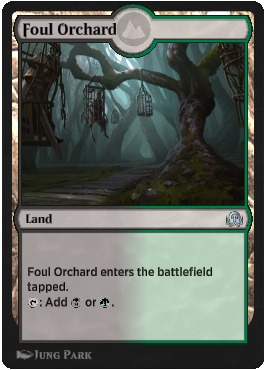 Foul Orchard
Land
Foul Orchard enters the battlefield
tapped.
: Add or .
Jung Park